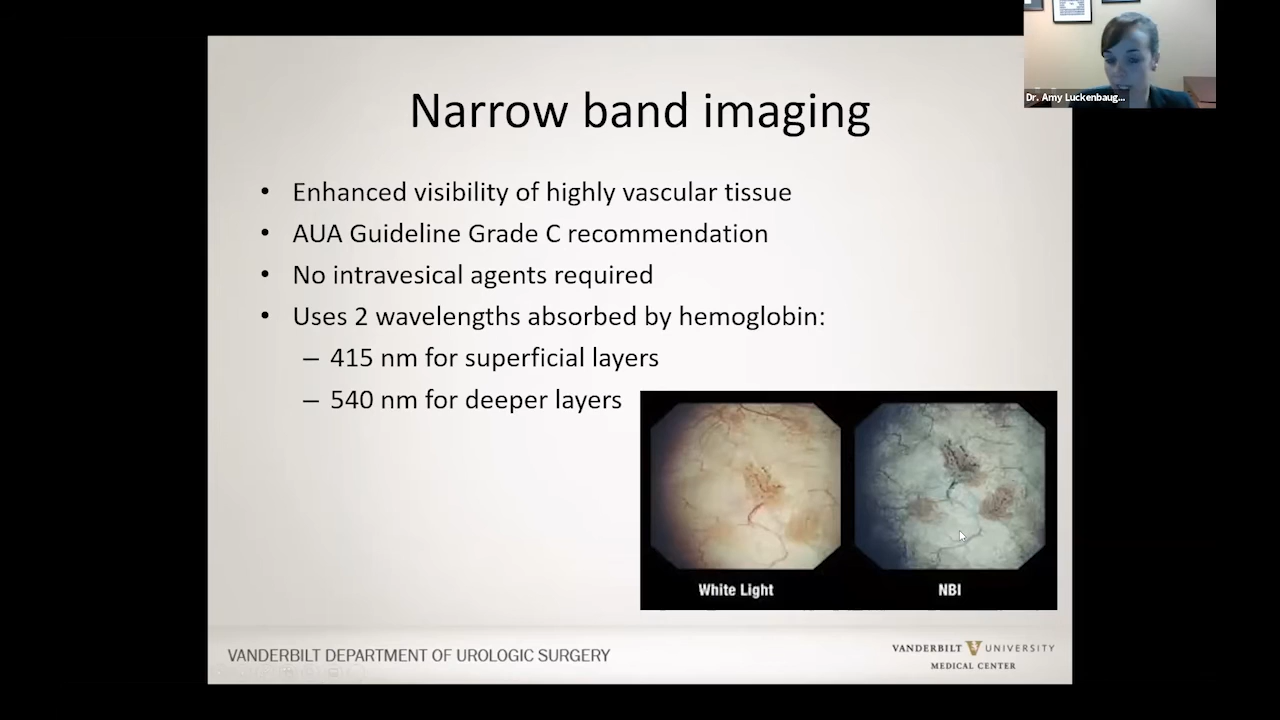 Dr. Amy Luckenbaug...
Narrow band imaging
• Enhanced visibility of highly vascular tissue
• AUA Guideline Grade C recommendation
• No intravesical agents required
• Uses 2 wavelengths absorbed by hemoglobin:
– 415 nm for superficial layers
– 540 nm for deeper layers
White Light NBI
VANDERBILT DEPARTMENT OF UROLOGIC SURGERY
VANDERBILT V UNIVERSITY
MEDICAL CENTER